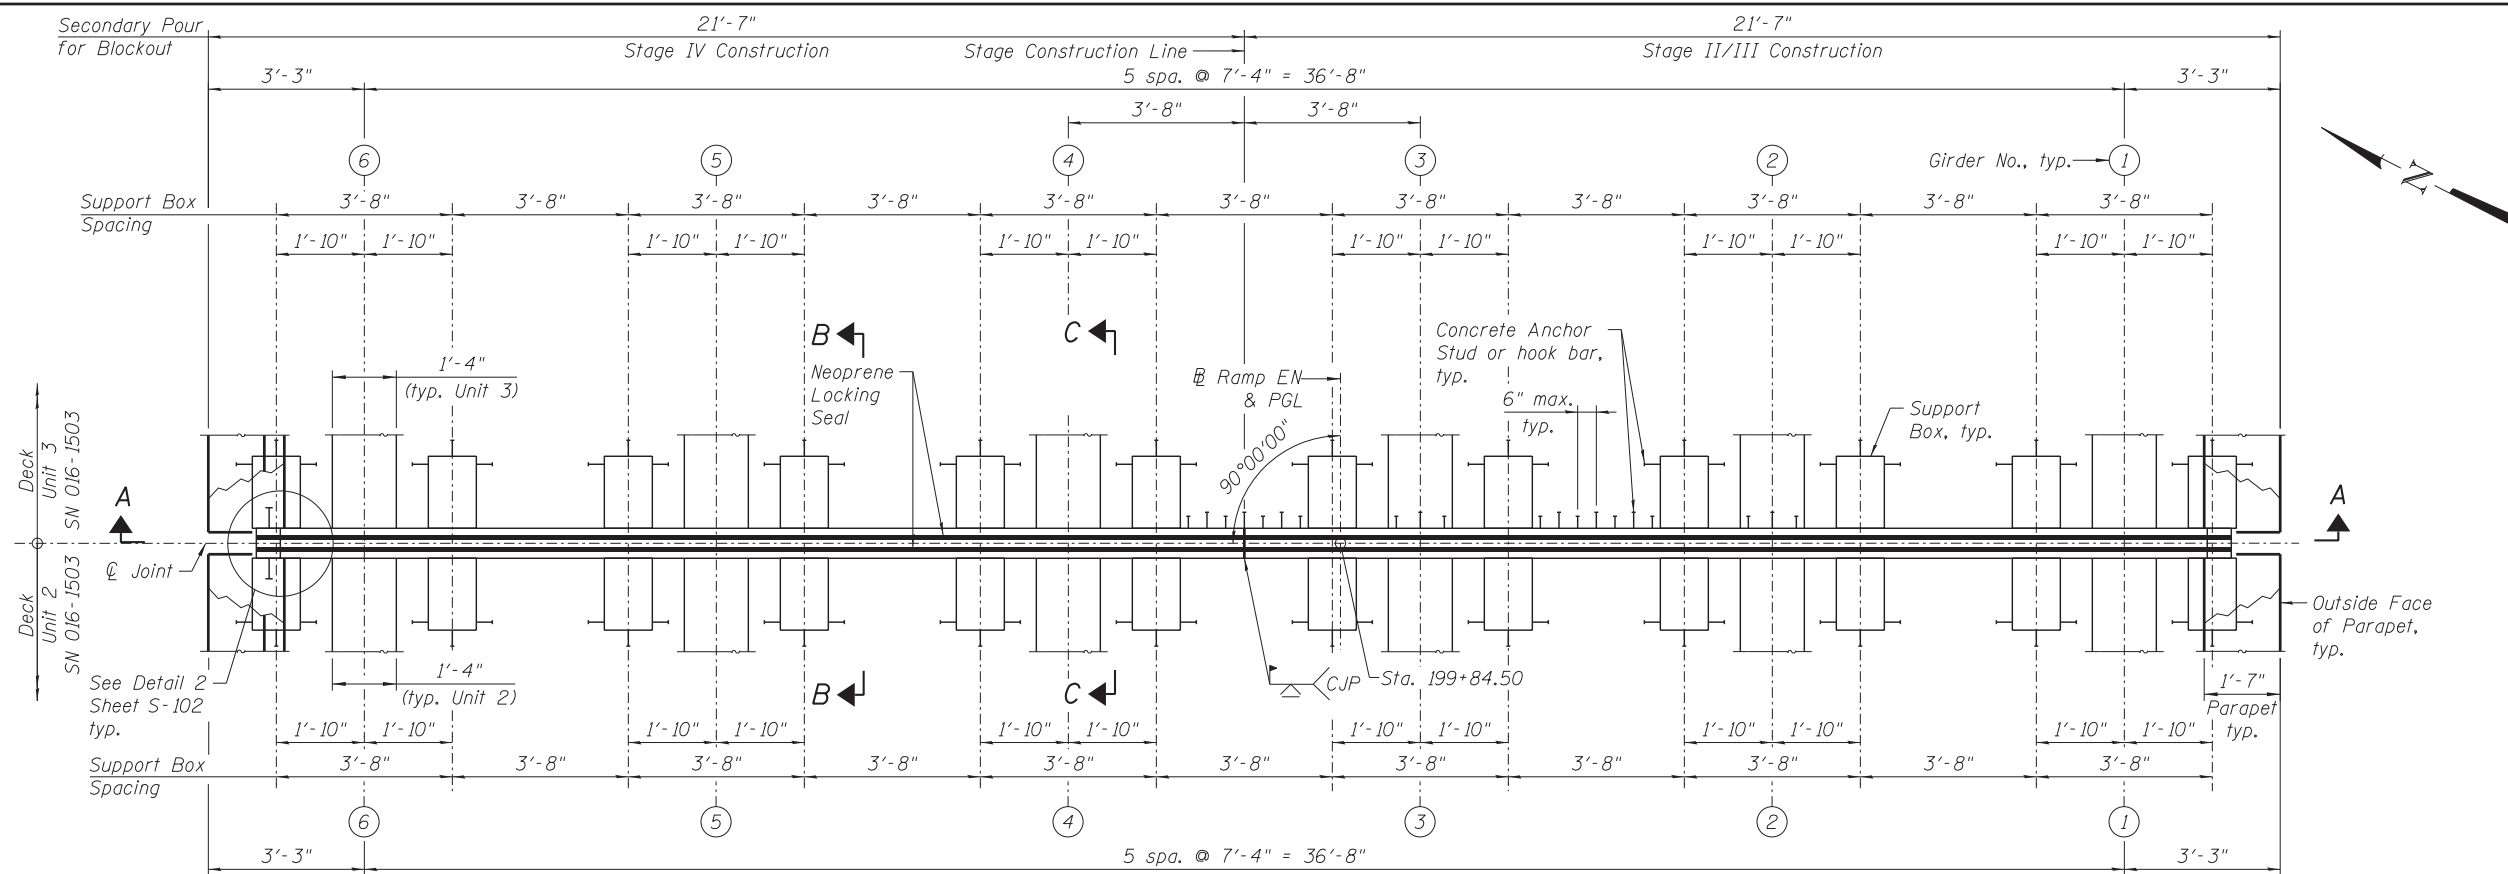 Secondary Pour
for Blockout
21'-7"
21'-7"
Stage IV Construction
Stage Construction Line
Stage II/III Construction
3'-3"
5 spa. @ 7'-4" = 36'-8"
3'-3"
3'-8"
3'-8"
6
5
4
3
2
Girder No., typ.
1
N
Support Box
Spacing
3'-8"
3'-8"
3'-8"
3'-8"
3'-8"
3'-8"
3'-8"
3'-8"
3'-8"
3'-8"
3'-8"
1'-10"
1'-10"
1'-10"
1'-10"
1'-10"
1'-10"
1'-10"
1'-10"
1'-10"
1'-10"
1'-10"
1'-10"
B
C
Concrete Anchor
Stud or hook bar,
typ.
1'-4"
(typ. Unit 3)
Neoprene
Locking
Seal
℄ Ramp EN
& PGL
6" max.
typ.
Support
Box, typ.
90°00'00"
Deck
Unit 3
SN 016-1503
A
A
℄ Joint
Deck
Unit 2
SN 016-1503
Outside Face
of Parapet,
typ.
See Detail 2
Sheet S-102
typ.
1'-4"
(typ. Unit 2)
B
C
CJP
Sta. 199+84.50
1'-7"
Parapet
typ.
1'-10"
1'-10"
1'-10"
1'-10"
1'-10"
1'-10"
1'-10"
1'-10"
1'-10"
1'-10"
1'-10"
1'-10"
Support Box
Spacing
3'-8"
3'-8"
3'-8"
3'-8"
3'-8"
3'-8"
3'-8"
3'-8"
3'-8"
3'-8"
3'-8"
6
5
4
3
2
1
3'-3"
5 spa. @ 7'-4" = 36'-8"
3'-3"